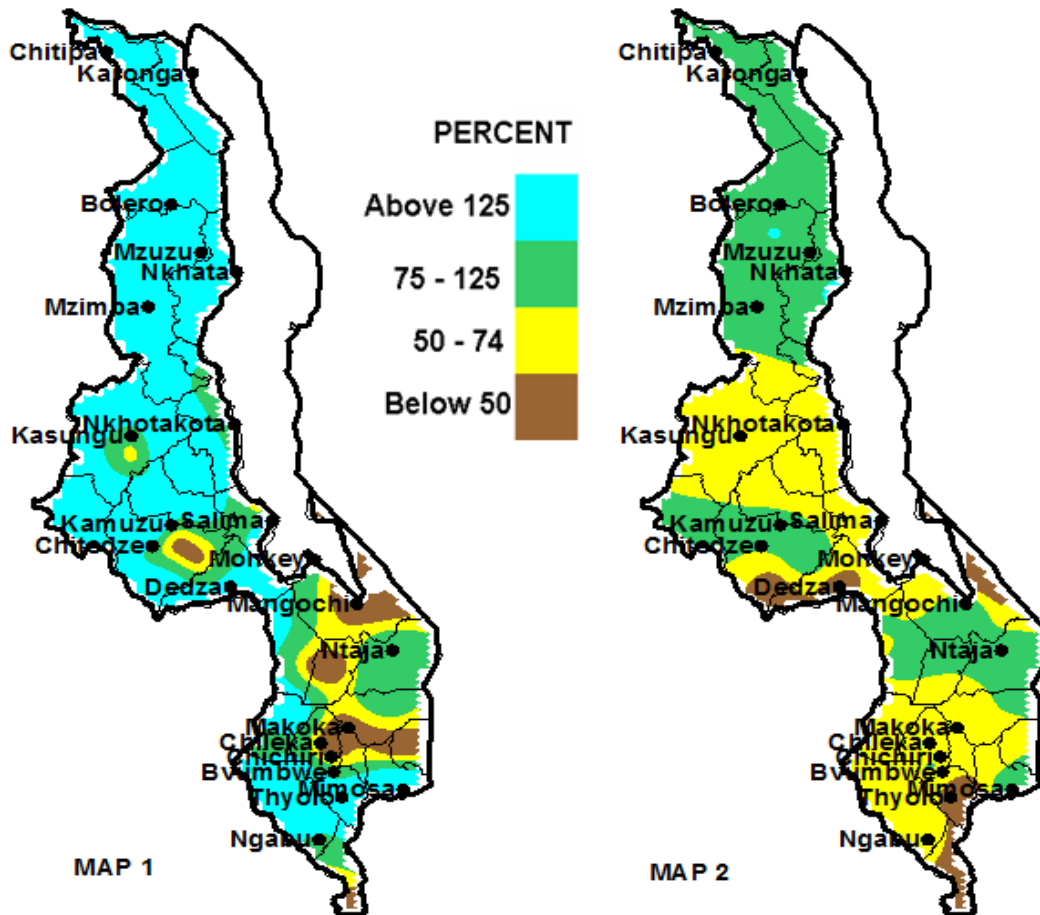 Chitipa
Karonga
Bolero
Mzuzu
Nkhata
Mzimba
Nkhotakota
Kasungu
Kamuzu
Salima
Chitedze
Monkey
Dedza
Mangochi
Ntaja
Makoka
Chileka
Chichiri
Bvumbwe
Mimosa
Thyolo
Ngabu
MAP 1
PERCENT
Above 125
75 - 125
50 - 74
Below 50
Chitipa
Karonga
Bolero
Mzuzu
Nkhata
Mzimba
Nkhotakota
Kasungu
Kamuzu
Salima
Chitedze
Monkey
Dedza
Mangochi
Ntaja
Makoka
Chileka
Chichiri
Bvumbwe
Mimosa
Thyolo
Ngabu
MAP 2